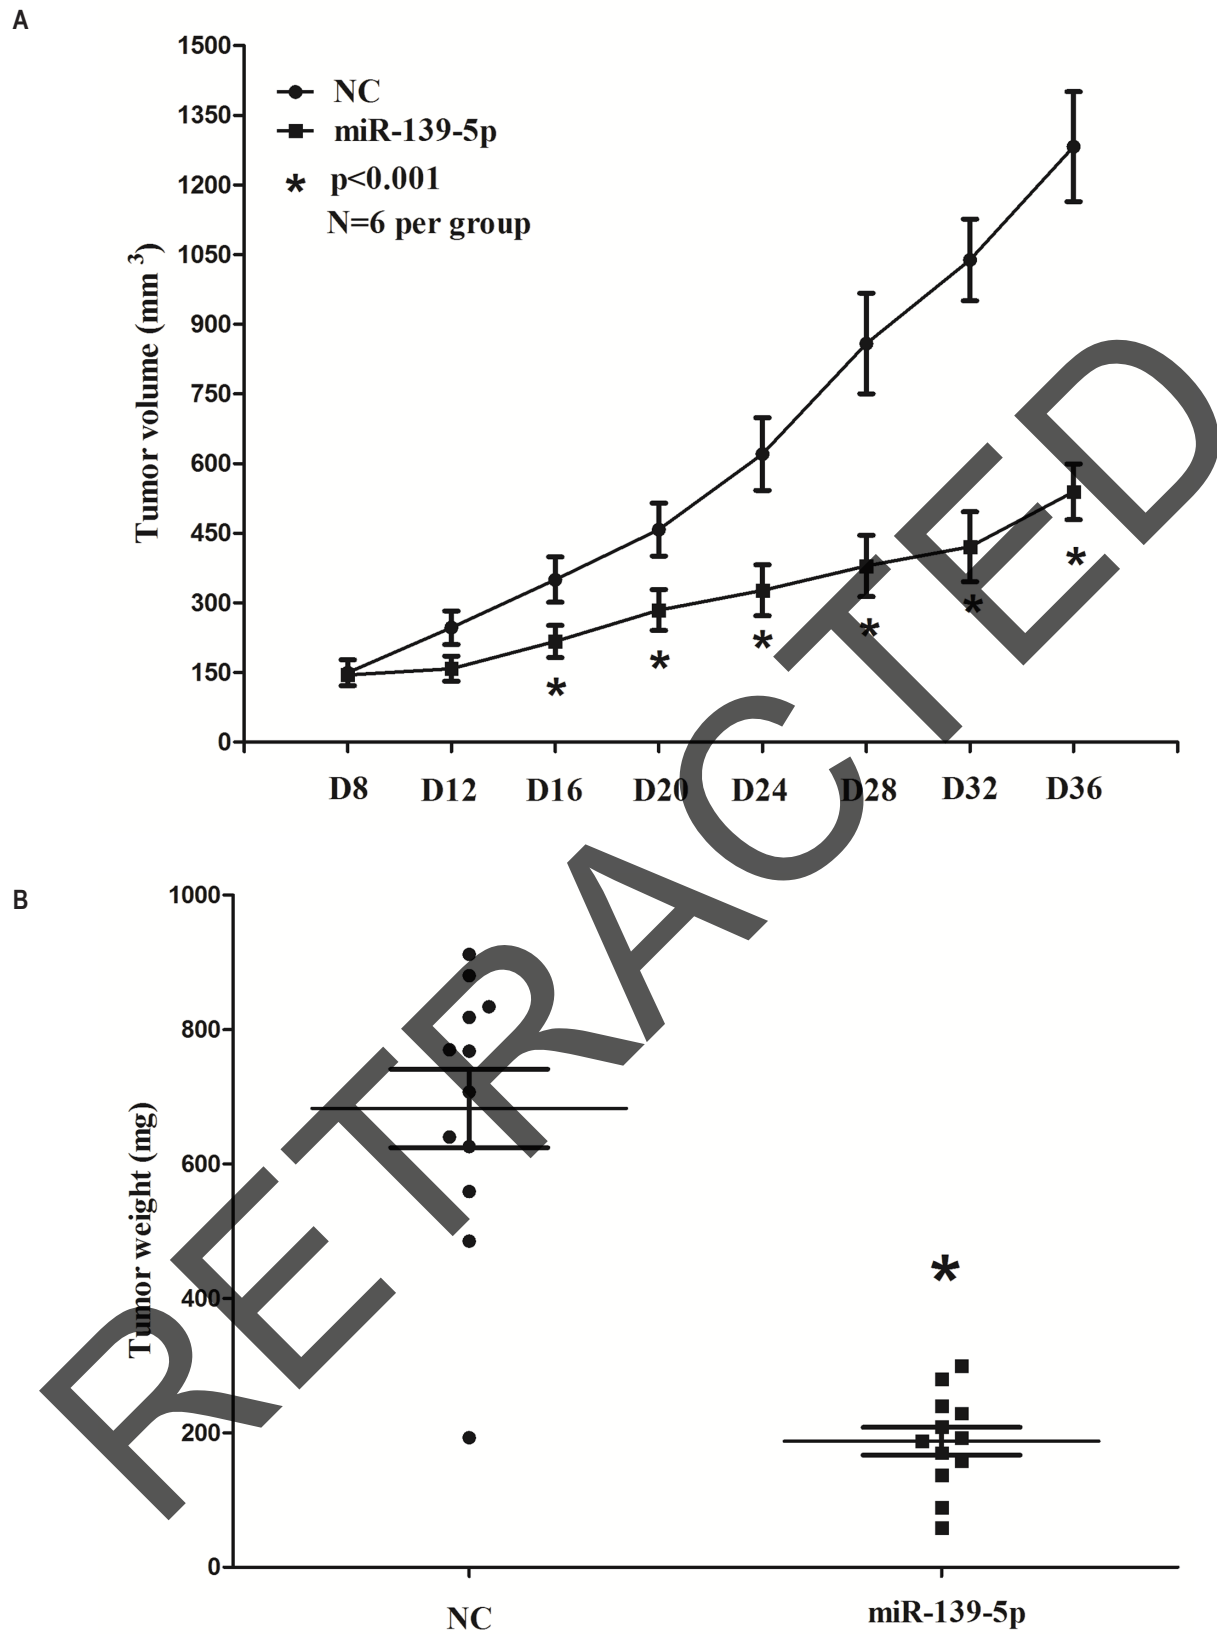 A
1500
1350
1200
1050
900
750
600
450
300
150
0
Tumor volume (mm 3)
NC
miR-139-5p
* p<0.001
N=6 per group
*
*
*
*
*
*
D8 D12 D16 D20 D24 D28 D32 D36
RETRACTED
B
1000
800
600
400
200
0
Tumor weight (mg)
*
NC miR-139-5p